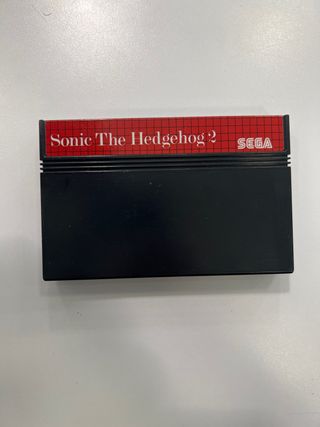 Sonic The Hedgehog 2
SEGA